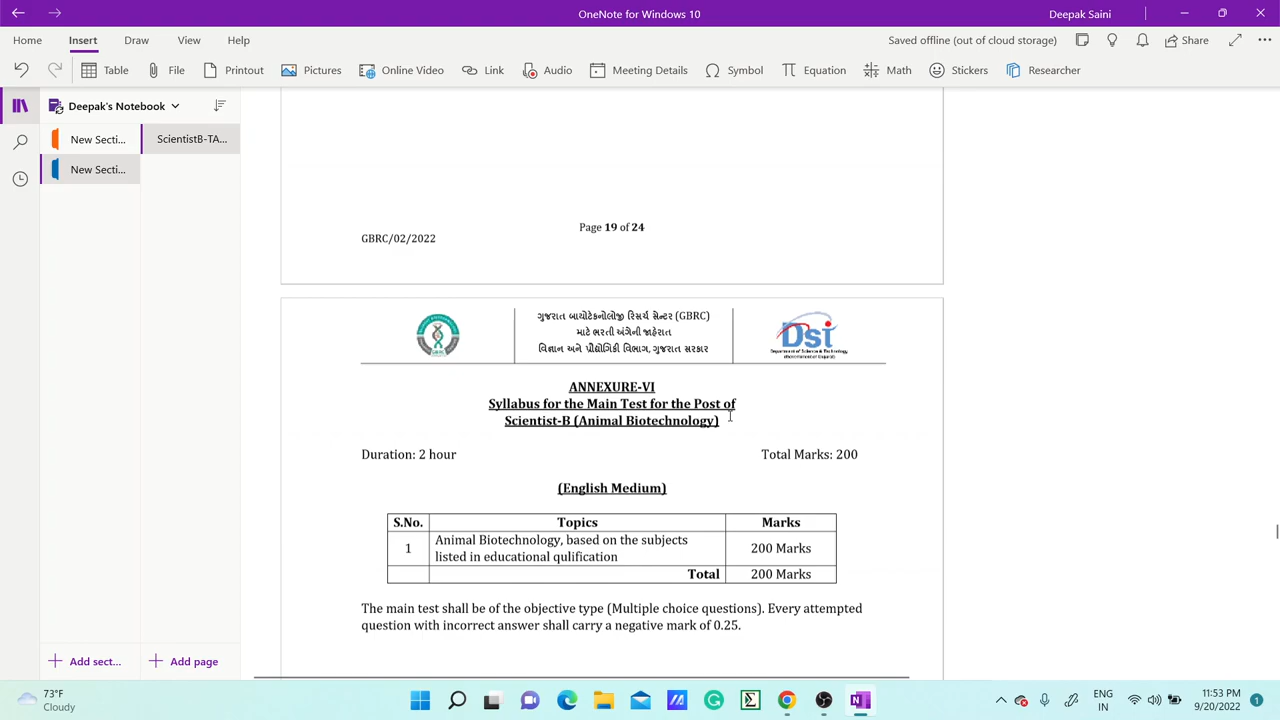 OneNote for Windows 10
Deepak Saini
Home
Insert
Draw
View
Help
Saved offline (out of cloud storage)
Share
Table
File
Printout
Pictures
Online Video
Link
Audio
Meeting Details
Symbol
Equation
Math
Stickers
Researcher
Deepak's Notebook
New Secti...
ScientistB-TA...
New Secti...
Page 19 of 24
GBRC/02/2022
ગુજરાત બાયોટેકનોલોજી રિસર્ચ સેન્ટર (GBRC)
માટે ભરતી અંગેની જાહેરાત
વિજ્ઞાન અને પ્રૌદ્યોગિકી વિભાગ, ગુજરાત સરકાર
DST
Department of Science & Technology
ANNEXURE-VI
Syllabus for the Main Test for the Post of
Scientist-B (Animal Biotechnology)
Duration: 2 hour
Total Marks: 200
(English Medium)
S.No. Topics Marks
1 Animal Biotechnology, based on the subjects
listed in educational qulification 200 Marks
Total 200 Marks
The main test shall be of the objective type (Multiple choice questions). Every attempted
question with incorrect answer shall carry a negative mark of 0.25.
Add sect...
Add page
73°F
Cloudy
ENG
IN
11:53 PM
9/20/2022
1